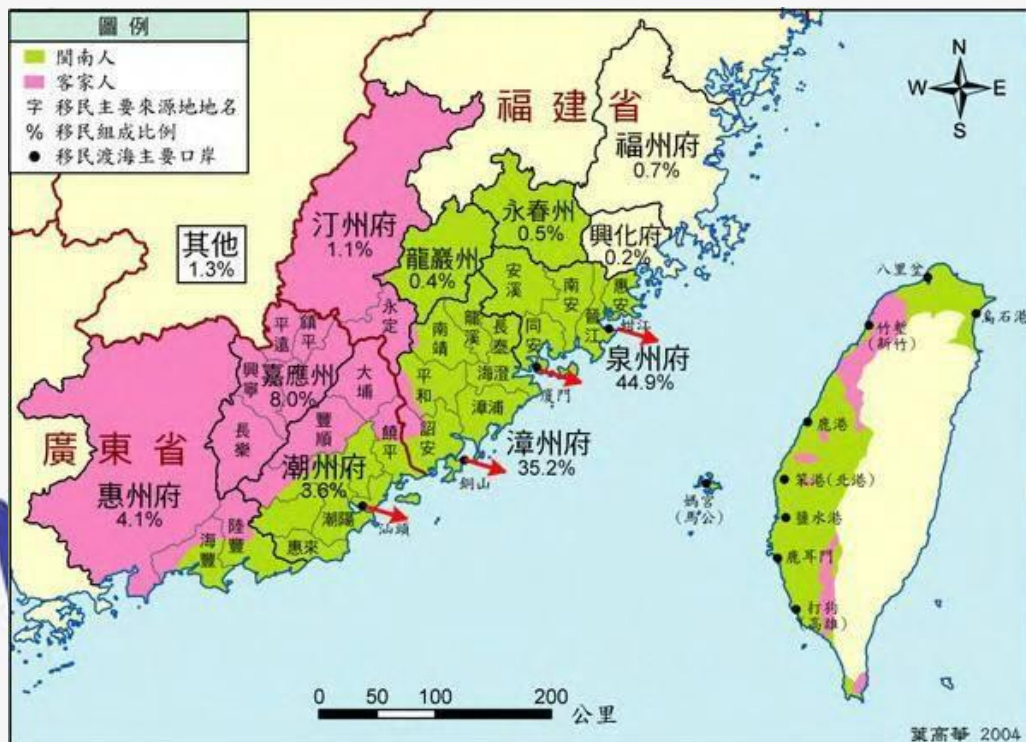 圖例
閩南人
客家人
字 移民主要來源地地名
% 移民組成比例
● 移民渡海主要口岸
N
W
E
S
福建省
福州府
0.7%
永春州
0.5%
興化府
0.2%
汀州府
1.1%
龍巖州
0.4%
其他
1.3%
安溪
南安
惠安
晉江
蚶江
同安
長泰
龍溪
南靖
永定
泉州府
44.9%
廈門
海澄
平和
漳浦
詔安
漳州府
35.2%
銅山
平遠
鎮平
興寧
嘉應州
8.0%
長樂
大埔
豐順
饒平
潮州府
3.6%
潮陽
汕頭
惠來
廣東省
惠州府
4.1%
陸豐
海豐
八里坌
烏石港
竹塹
(新竹)
鹿港
笨港(北港)
媽宮
(馬公)
鹽水港
鹿耳門
打狗
(高雄)
0 50 100 200
公里
葉高華 2004